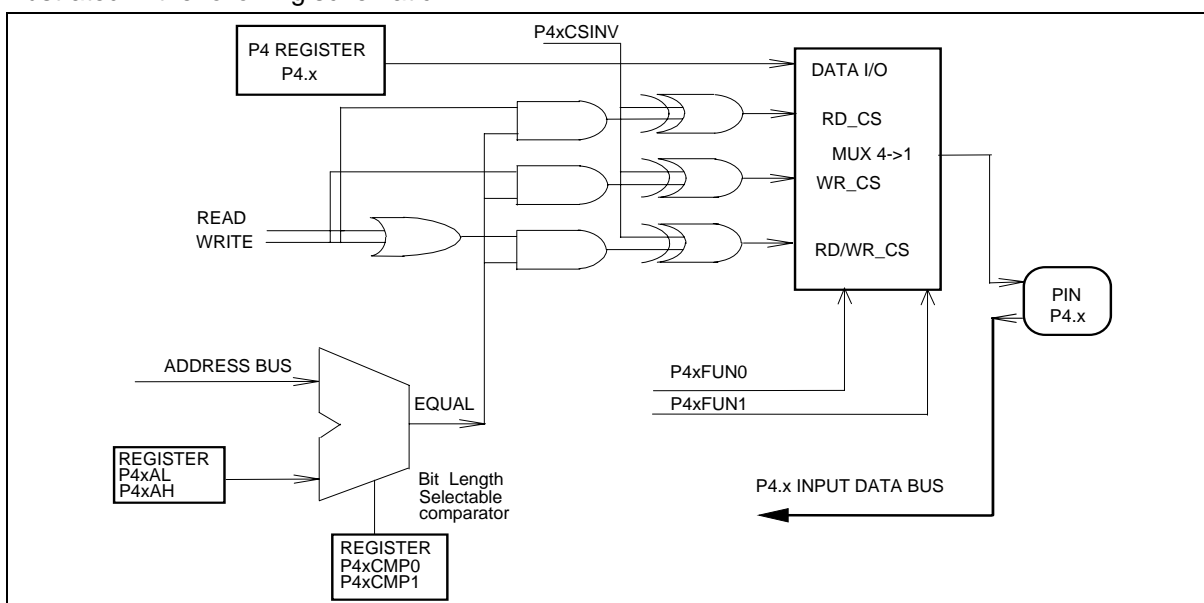 P4xCSINV
P4 REGISTER
P4.x
DATA I/O
RD_CS
MUX 4->1
WR_CS
RD/WR_CS
READ
WRITE
PIN
P4.x
ADDRESS BUS
EQUAL
P4xFUN0
P4xFUN1
REGISTER
P4xAL
P4xAH
Bit Length
Selectable
comparator
P4.x INPUT DATA BUS
REGISTER
P4xCMP0
P4xCMP1